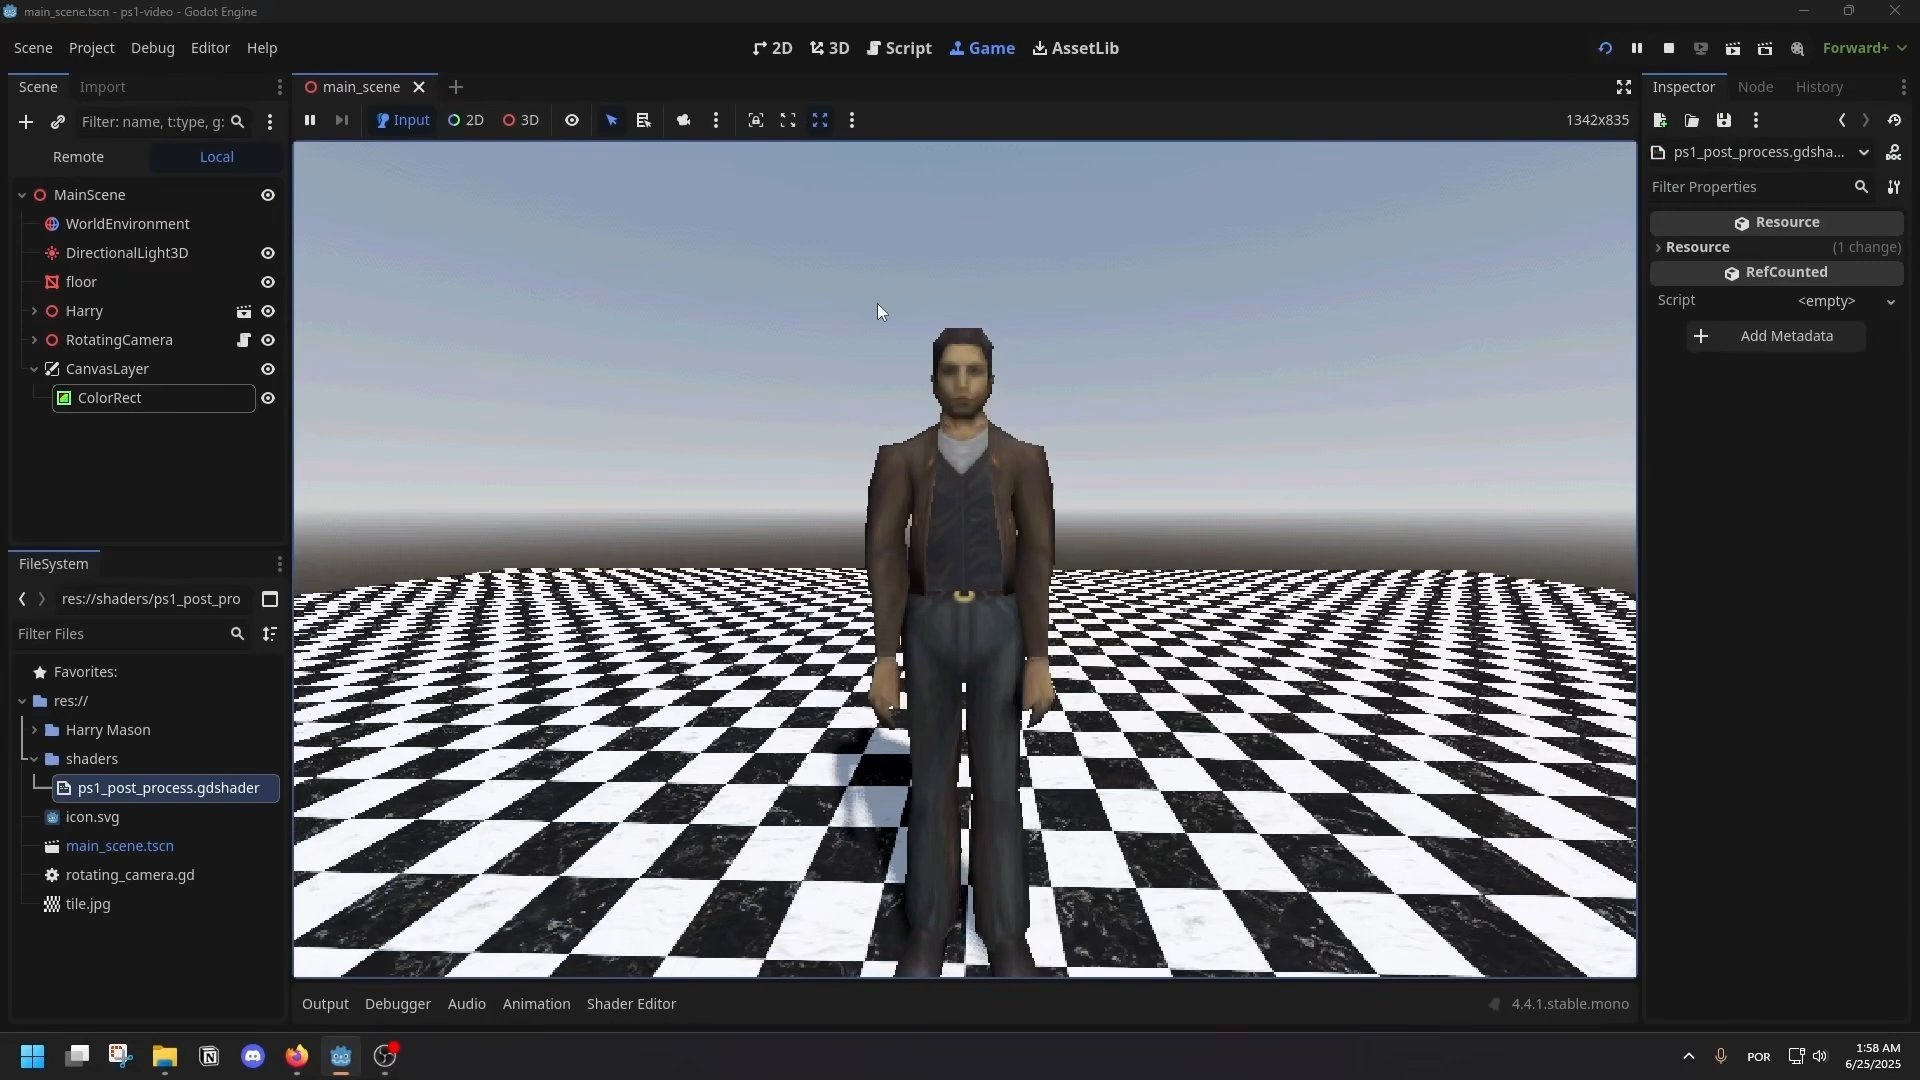 main_scene.tscn - ps1-video - Godot Engine
Scene Project Debug Editor Help
2D 3D Script Game AssetLib
Forward+
Scene Import
main_scene
Inspector Node History
Filter: name, t:type, g:
Input 2D 3D
1342x835
Remote Local
ps1_post_process.gdsha...
Filter Properties
MainScene
WorldEnvironment
DirectionalLight3D
floor
Harry
RotatingCamera
CanvasLayer
ColorRect
Resource
Resource (1 change)
RefCounted
Script <empty>
Add Metadata
FileSystem
res://shaders/ps1_post_pro
Filter Files
Favorites:
res://
Harry Mason
shaders
ps1_post_process.gdshader
icon.svg
main_scene.tscn
rotating_camera.gd
tile.jpg
Output Debugger Audio Animation Shader Editor
4.4.1.stable.mono
POR
1:58 AM
6/25/2025